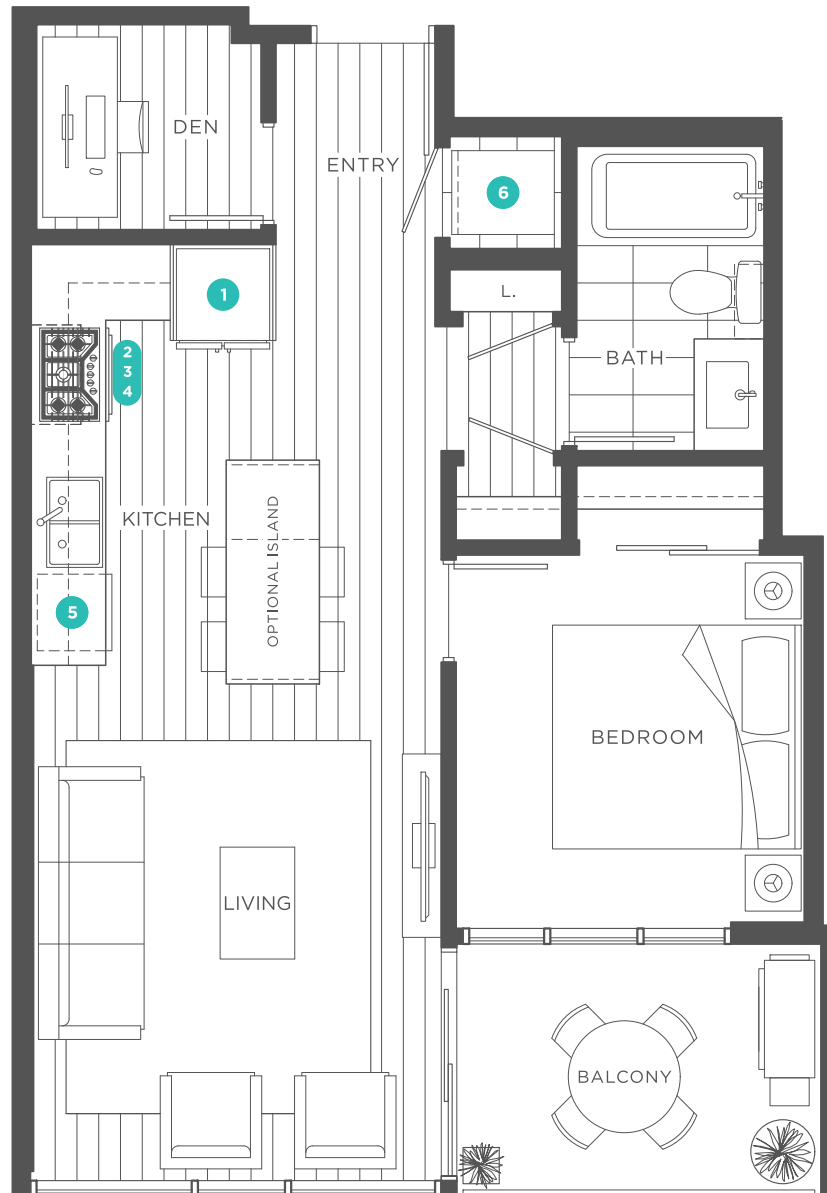 DEN
ENTRY
6
1
L.
2
3
4
BATH
KITCHEN
OPTIONAL ISLAND
5
BEDROOM
LIVING
BALCONY